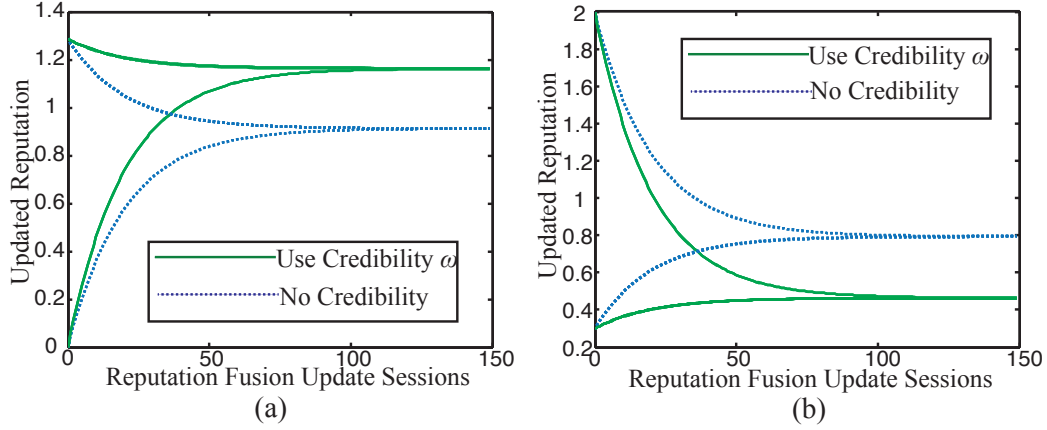 1.4
1.2
1
0.8
0.6
0.4
0.2
0
Updated Reputation
Use Credibility ω
No Credibility
0 50 100 150
Reputation Fusion Update Sessions
(a)
2
1.8
1.6
1.4
1.2
1
0.8
0.6
0.4
0.2
Updated Reputation
Use Credibility ω
No Credibility
0 50 100 150
Reputation Fusion Update Sessions
(b)